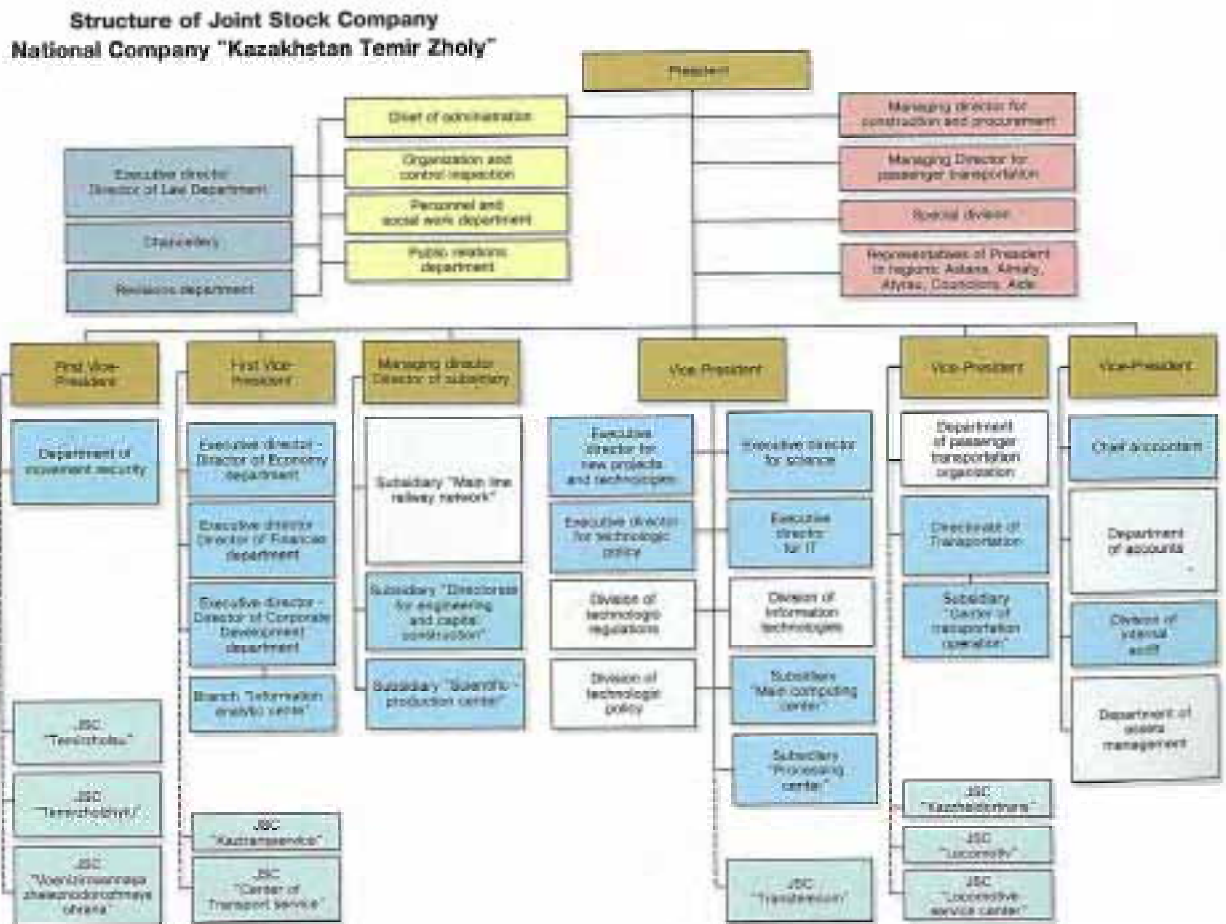 Structure of Joint Stock Company
National Company "Kazakhstan Temir Zholy"
President
Chief of administration
Managing director for
construction and procurement
Executive director
Director of Law Department
Organization and
control inspection
Managing Director for
passenger transportation
Personnel and
social work department
Special division
Chancellery
Public relations
department
Representatives of President
in regions: Astana, Almaty,
Atyrau, Councilors, Aide
Revisions department
First Vice-
President
First Vice-
President
Managing director
Director of subsidiary
Vice-President
Vice-President
Vice-President
Department of
movement security
Executive director -
Director of Economy
department
Subsidiary "Main line
railway network"
Executive
director for
new projects
and technologies
Executive director
for science
Department
of passenger
transportation
organization
Chief accountant
Executive director
Director of Finances
department
Executive director
for technologic
policy
Executive
director
for IT
Directorate of
Transportation
Department
of accounts
Executive director -
Director of Corporate
Development
department
Subsidiary "Directorate
for engineering
and capital
construction"
Division of
technologic
regulations
Division of
information
technologies
Subsidiary
"Center of
transportation
operation"
Division of
internal
audit
Branch "Information -
analytic center"
Subsidiary "Scientific -
production center"
Division of
technologic
policy
Subsidiary
"Main computing
center"
Department of
assets
management
JSC
"Temirzholsu"
Subsidiary
"Processing
center"
JSC
JSC
"Kazzheldortrans"
JSC
"Kaztransservice"
JSC
"Locomotiv"
JSC
"Center of
Transport service"
JSC
"Transtelecom"
JSC
"Locomotive
service center"
JSC
ohrana"